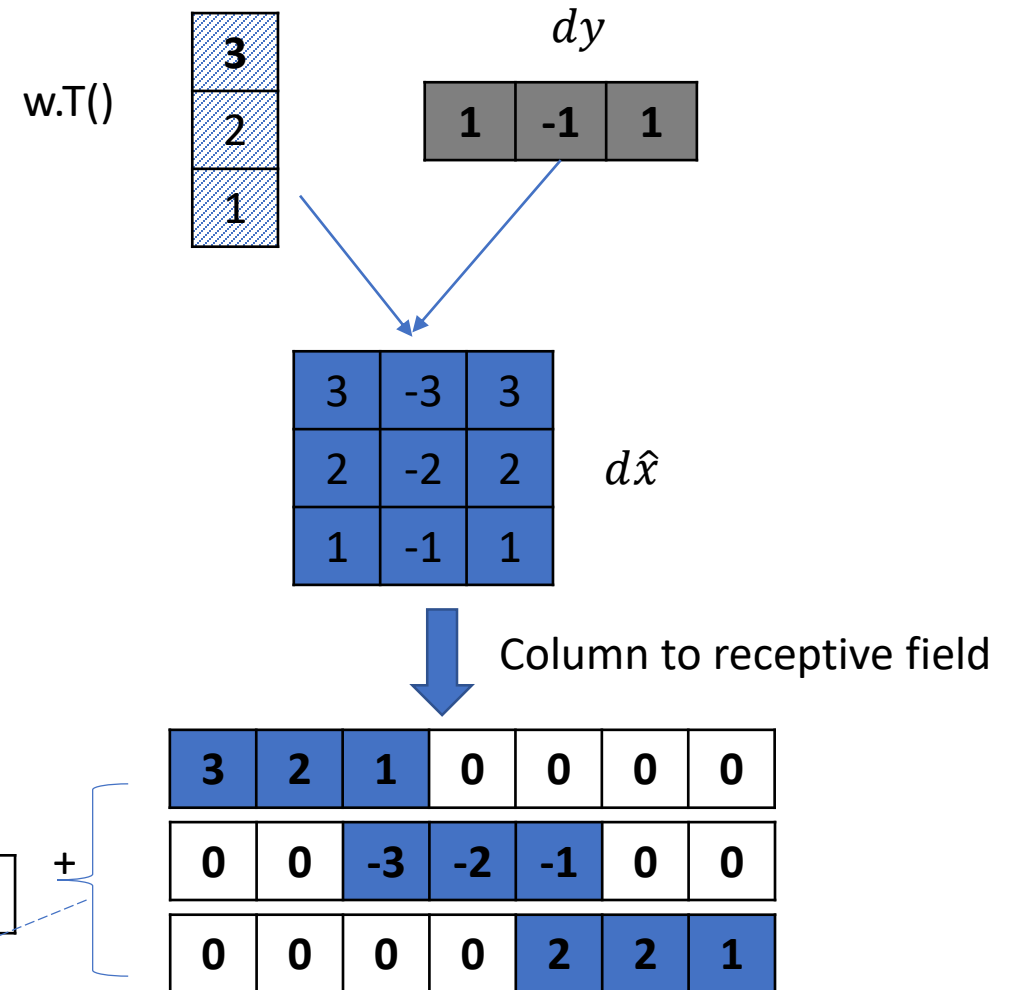 dy
3
w.T()
2
1
1 -1 1
3 -3 3
2 -2 2
dx̂
1 -1 1
Column to receptive field
3 2 1 0 0 0 0
+
0 0 -3 -2 -1 0 0
0 0 0 0 2 2 1